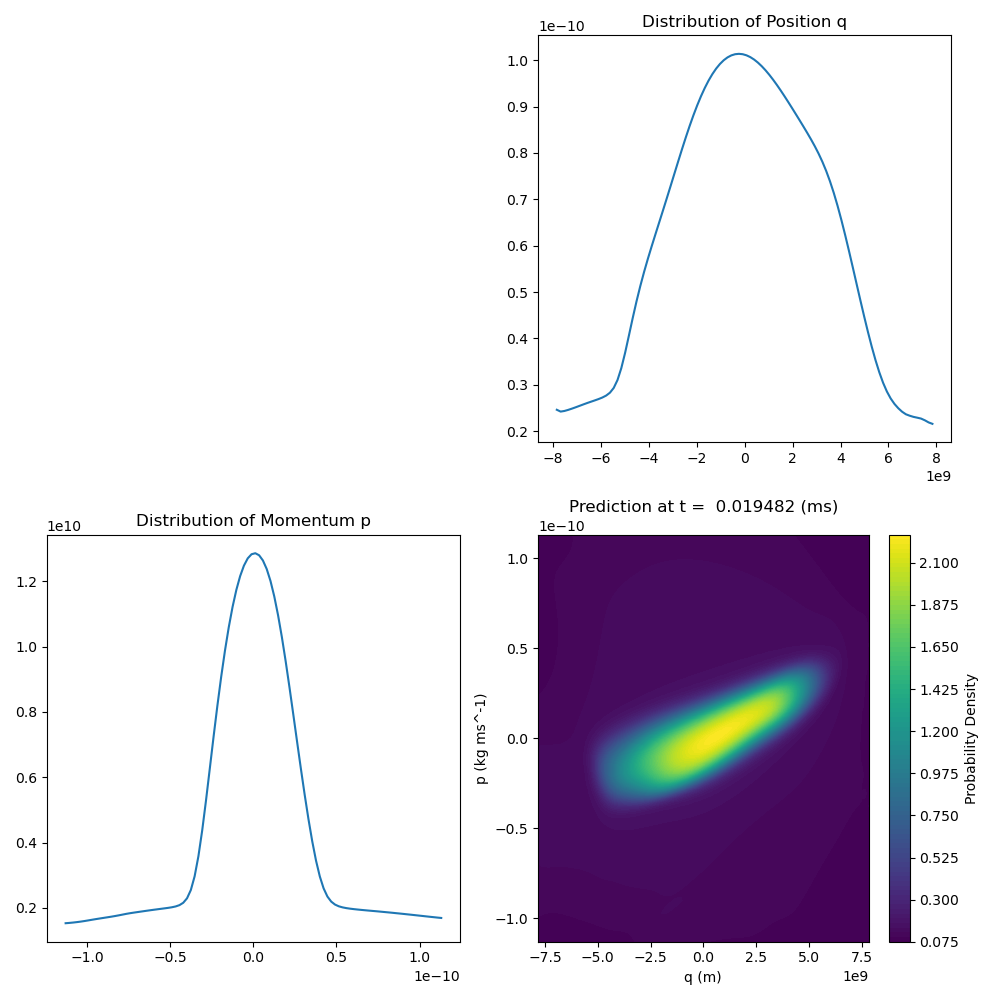 Distribution of Position q
1e−10
1.0
0.9
0.8
0.7
0.6
0.5
0.4
0.3
0.2
−8 −6 −4 −2 0 2 4 6 8
1e9
Distribution of Momentum p
1e10
1.2
1.0
0.8
0.6
0.4
0.2
−1.0 −0.5 0.0 0.5 1.0
1e−10
Prediction at t =  0.019482 (ms)
1e−10
1.0
0.5
0.0
−0.5
−1.0
p (kg ms^-1)
−7.5 −5.0 −2.5 0.0 2.5 5.0 7.5
1e9
q (m)
2.100
1.875
1.650
1.425
1.200
0.975
0.750
0.525
0.300
0.075
Probability Density